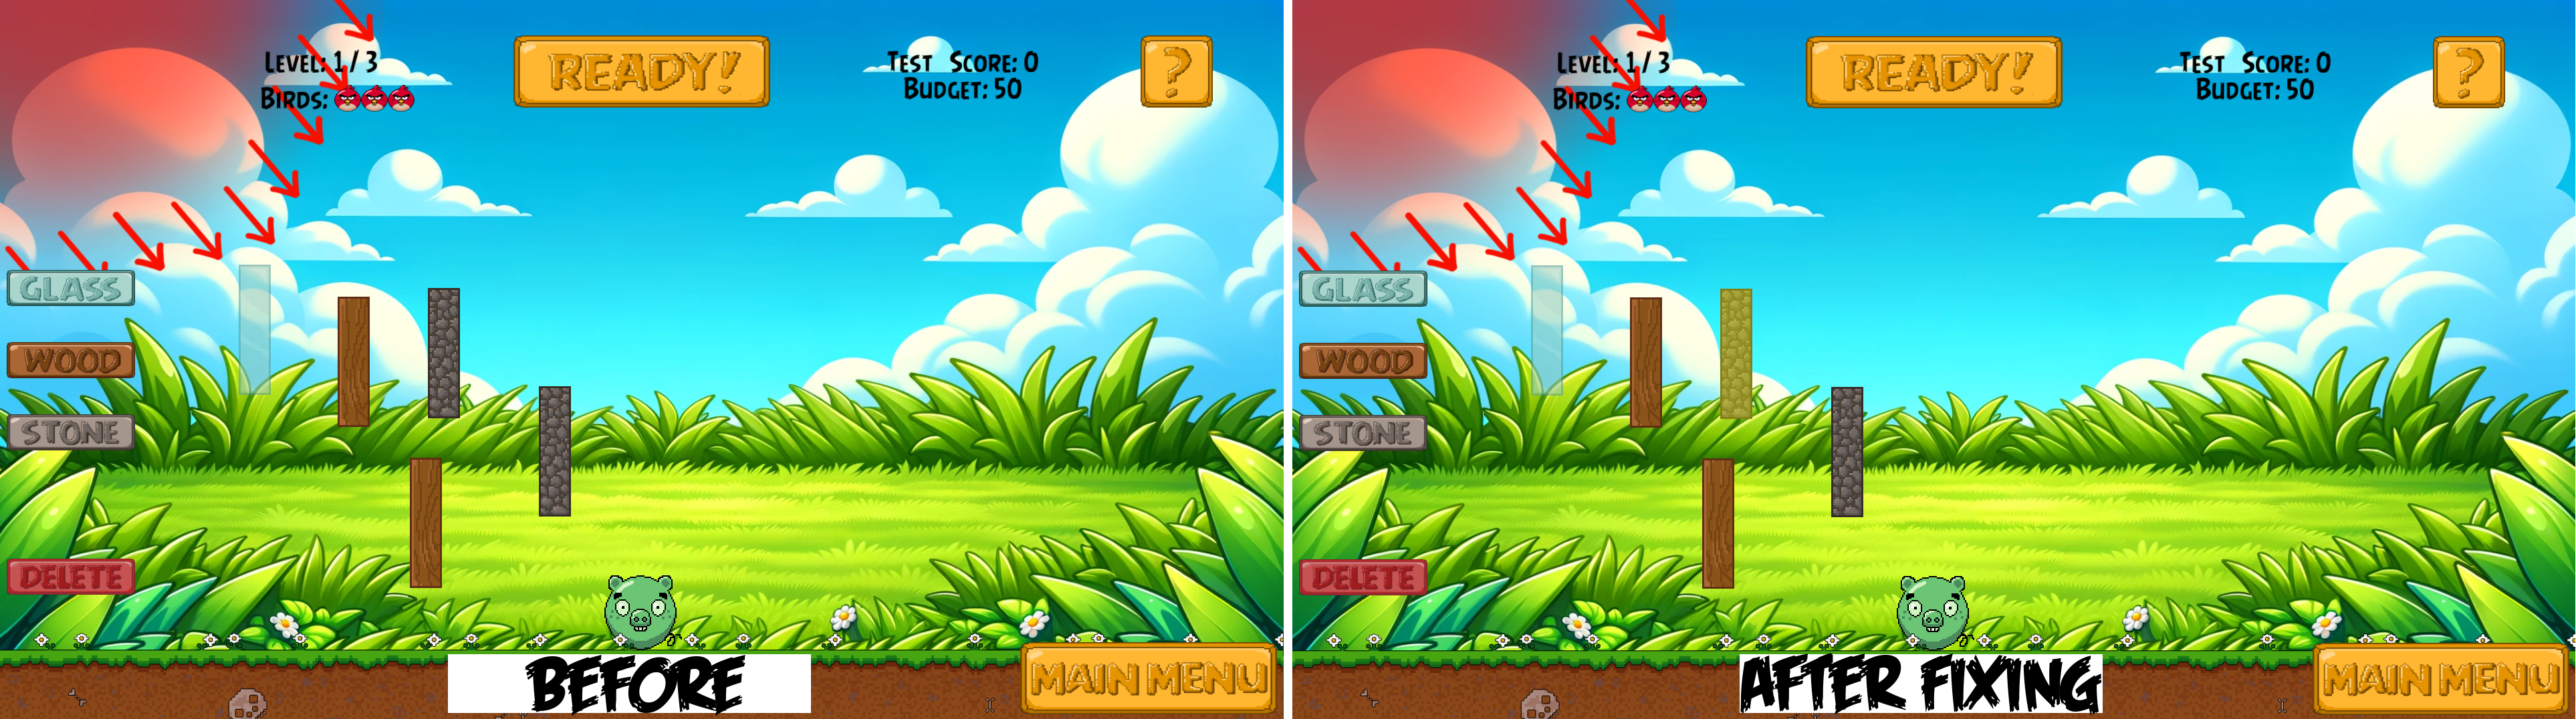 LEVEL: 1 / 3
BIRDS:
READY!
TEST SCORE: 0
BUDGET: 50
?
GLASS
WOOD
STONE
DELETE
BEFORE
MAIN MENU
LEVEL: 1 / 3
BIRDS:
READY!
TEST SCORE: 0
BUDGET: 50
?
GLASS
WOOD
STONE
DELETE
AFTER FIXING
MAIN MENU